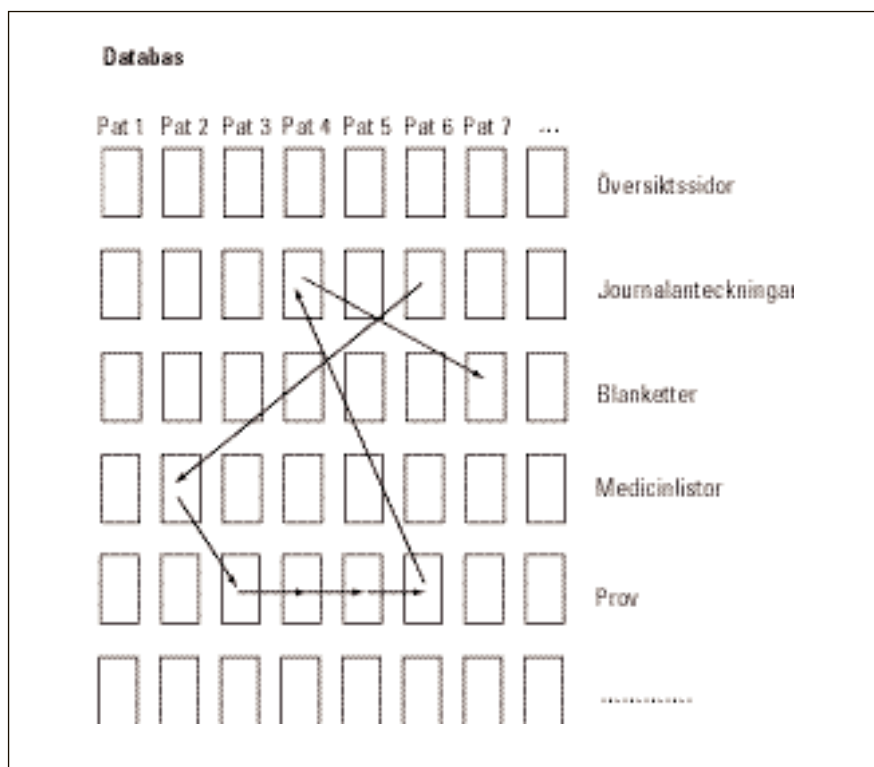 Databas
Pat 1 Pat 2 Pat 3 Pat 4 Pat 5 Pat 6 Pat 7 ...
Översiktssidor
Journalanteckningar
Blanketter
Medicinlistor
Prov
............